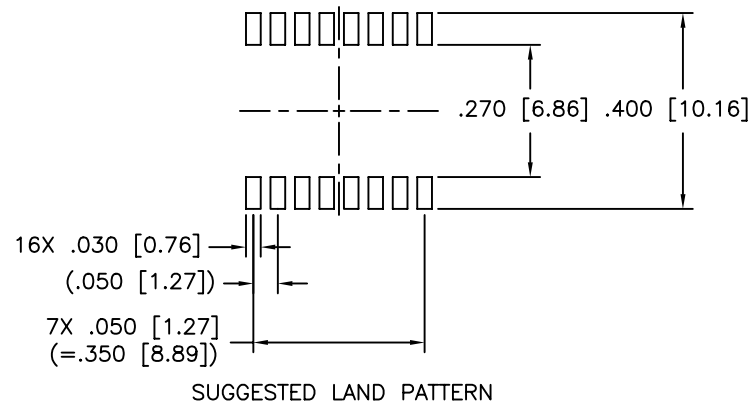 .270 [6.86] .400 [10.16]
16X .030 [0.76]
(.050 [1.27])
7X .050 [1.27]
(=.350 [8.89])
SUGGESTED LAND PATTERN